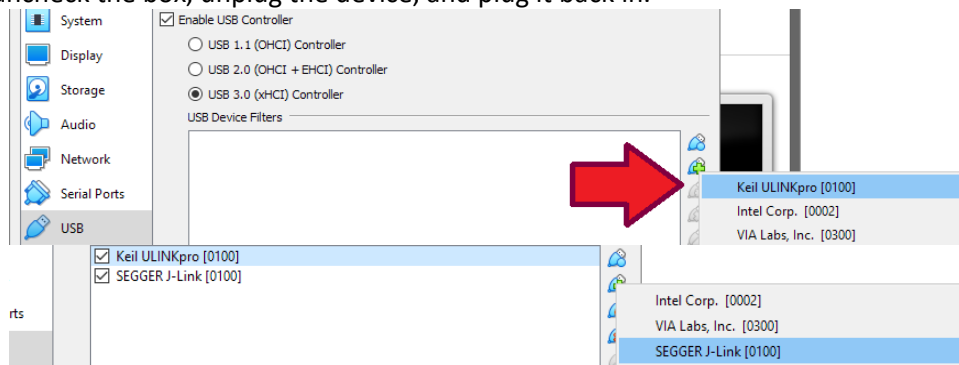 uncheck the box, unplug the device, and plug it back in.
System
Enable USB Controller
USB 1.1 (OHCI) Controller
Display
USB 2.0 (OHCI + EHCI) Controller
Storage
USB 3.0 (xHCI) Controller
Audio
USB Device Filters
Network
Serial Ports
USB
Keil ULINKpro [0100]
Intel Corp. [0002]
VIA Labs, Inc. [0300]
Keil ULINKpro [0100]
SEGGER J-Link [0100]
rts
Intel Corp. [0002]
VIA Labs, Inc. [0300]
SEGGER J-Link [0100]